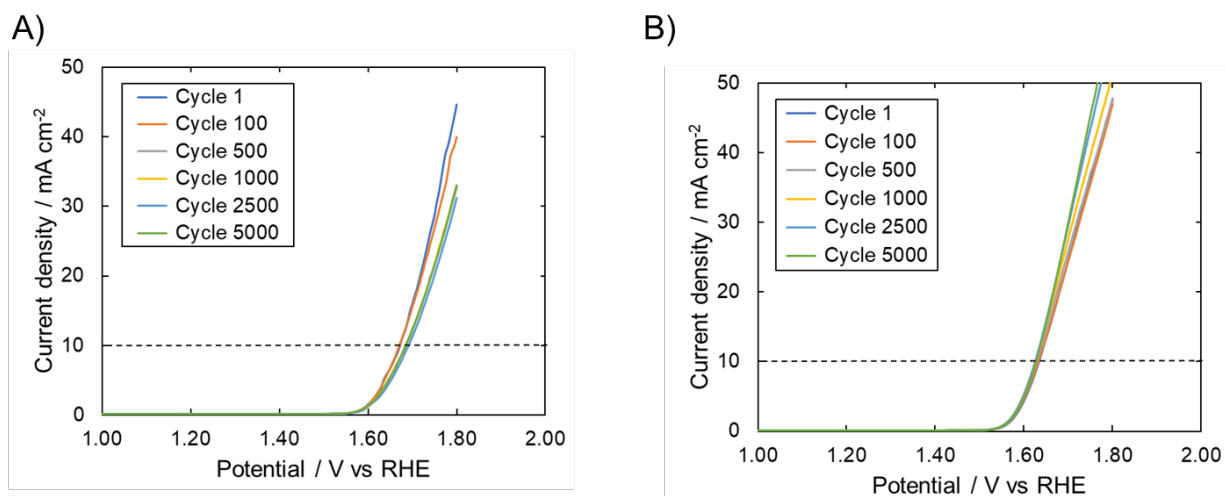 A)
50
40
30
20
10
0
Current density / mA cm-2
Cycle 1
Cycle 100
Cycle 500
Cycle 1000
Cycle 2500
Cycle 5000
1.00 1.20 1.40 1.60 1.80 2.00
Potential / V vs RHE
B)
50
40
30
20
10
0
Current density / mA cm-2
Cycle 1
Cycle 100
Cycle 500
Cycle 1000
Cycle 2500
Cycle 5000
1.00 1.20 1.40 1.60 1.80 2.00
Potential / V vs RHE